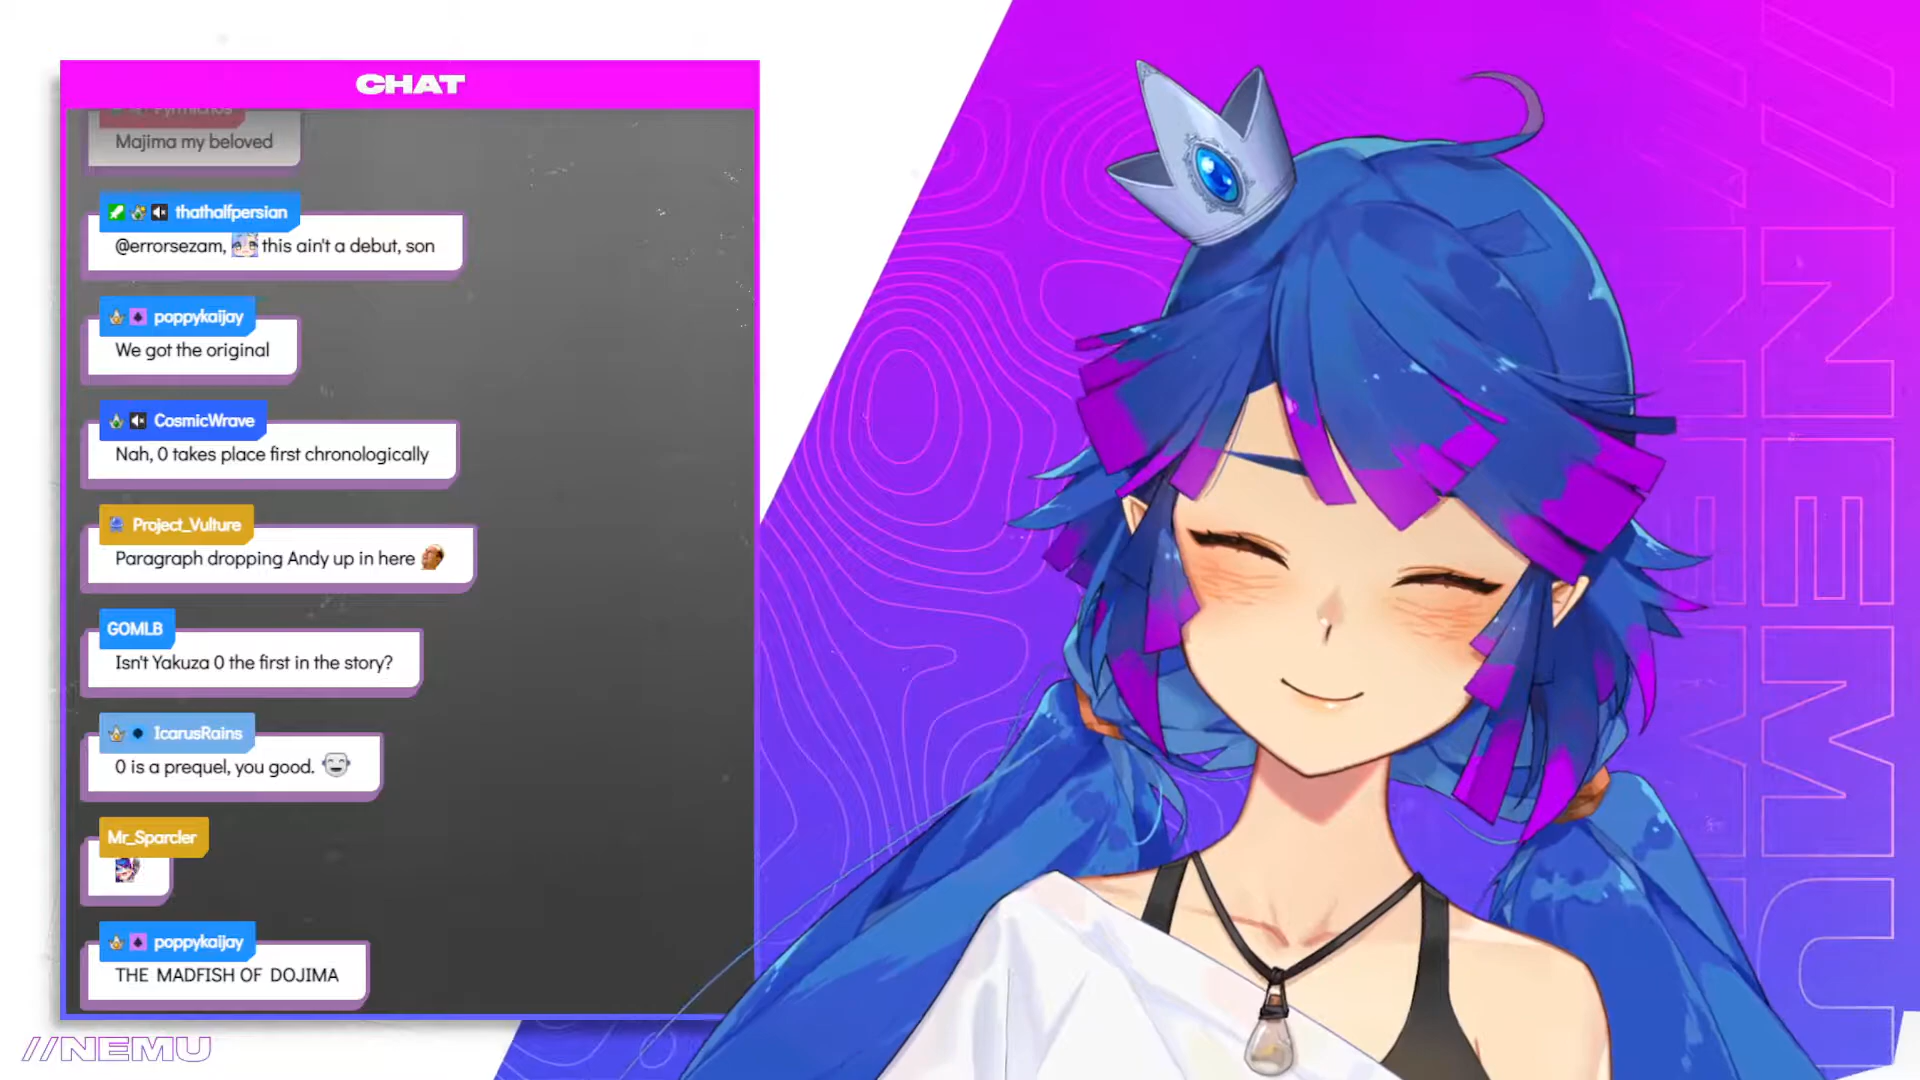 CHAT
Majima my beloved
thathalfpersian
@errorsezam, this ain't a debut, son
poppykaijay
We got the original
CosmicWrave
Nah, 0 takes place first chronologically
Project_Vulture
Paragraph dropping Andy up in here
GOMLB
Isn't Yakuza 0 the first in the story?
IcarusRains
0 is a prequel, you good.
Mr_Sparcler
poppykaijay
THE MADFISH OF DOJIMA
//NEMU
//NEMU